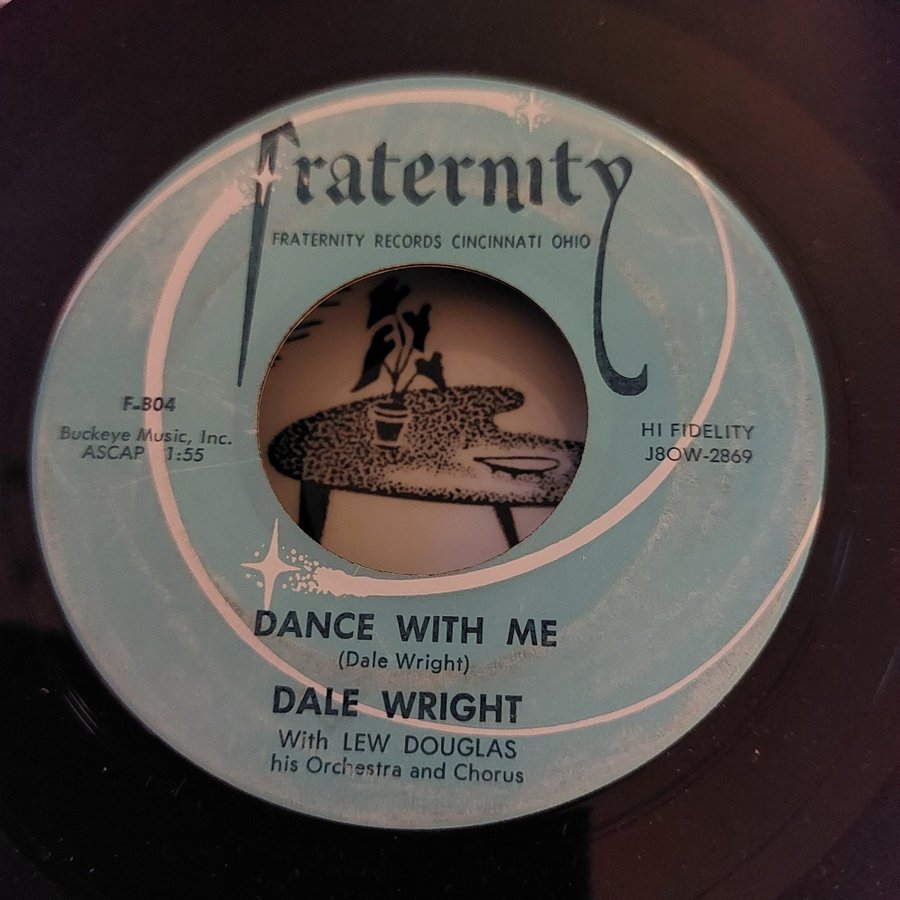 Fraternity
FRATERNITY RECORDS CINCINNATI OHIO
F-804
Buckeye Music, Inc.
ASCAP 1:55
HI FIDELITY
J8OW-2869
DANCE WITH ME
(Dale Wright)
DALE WRIGHT
With LEW DOUGLAS
his Orchestra and Chorus